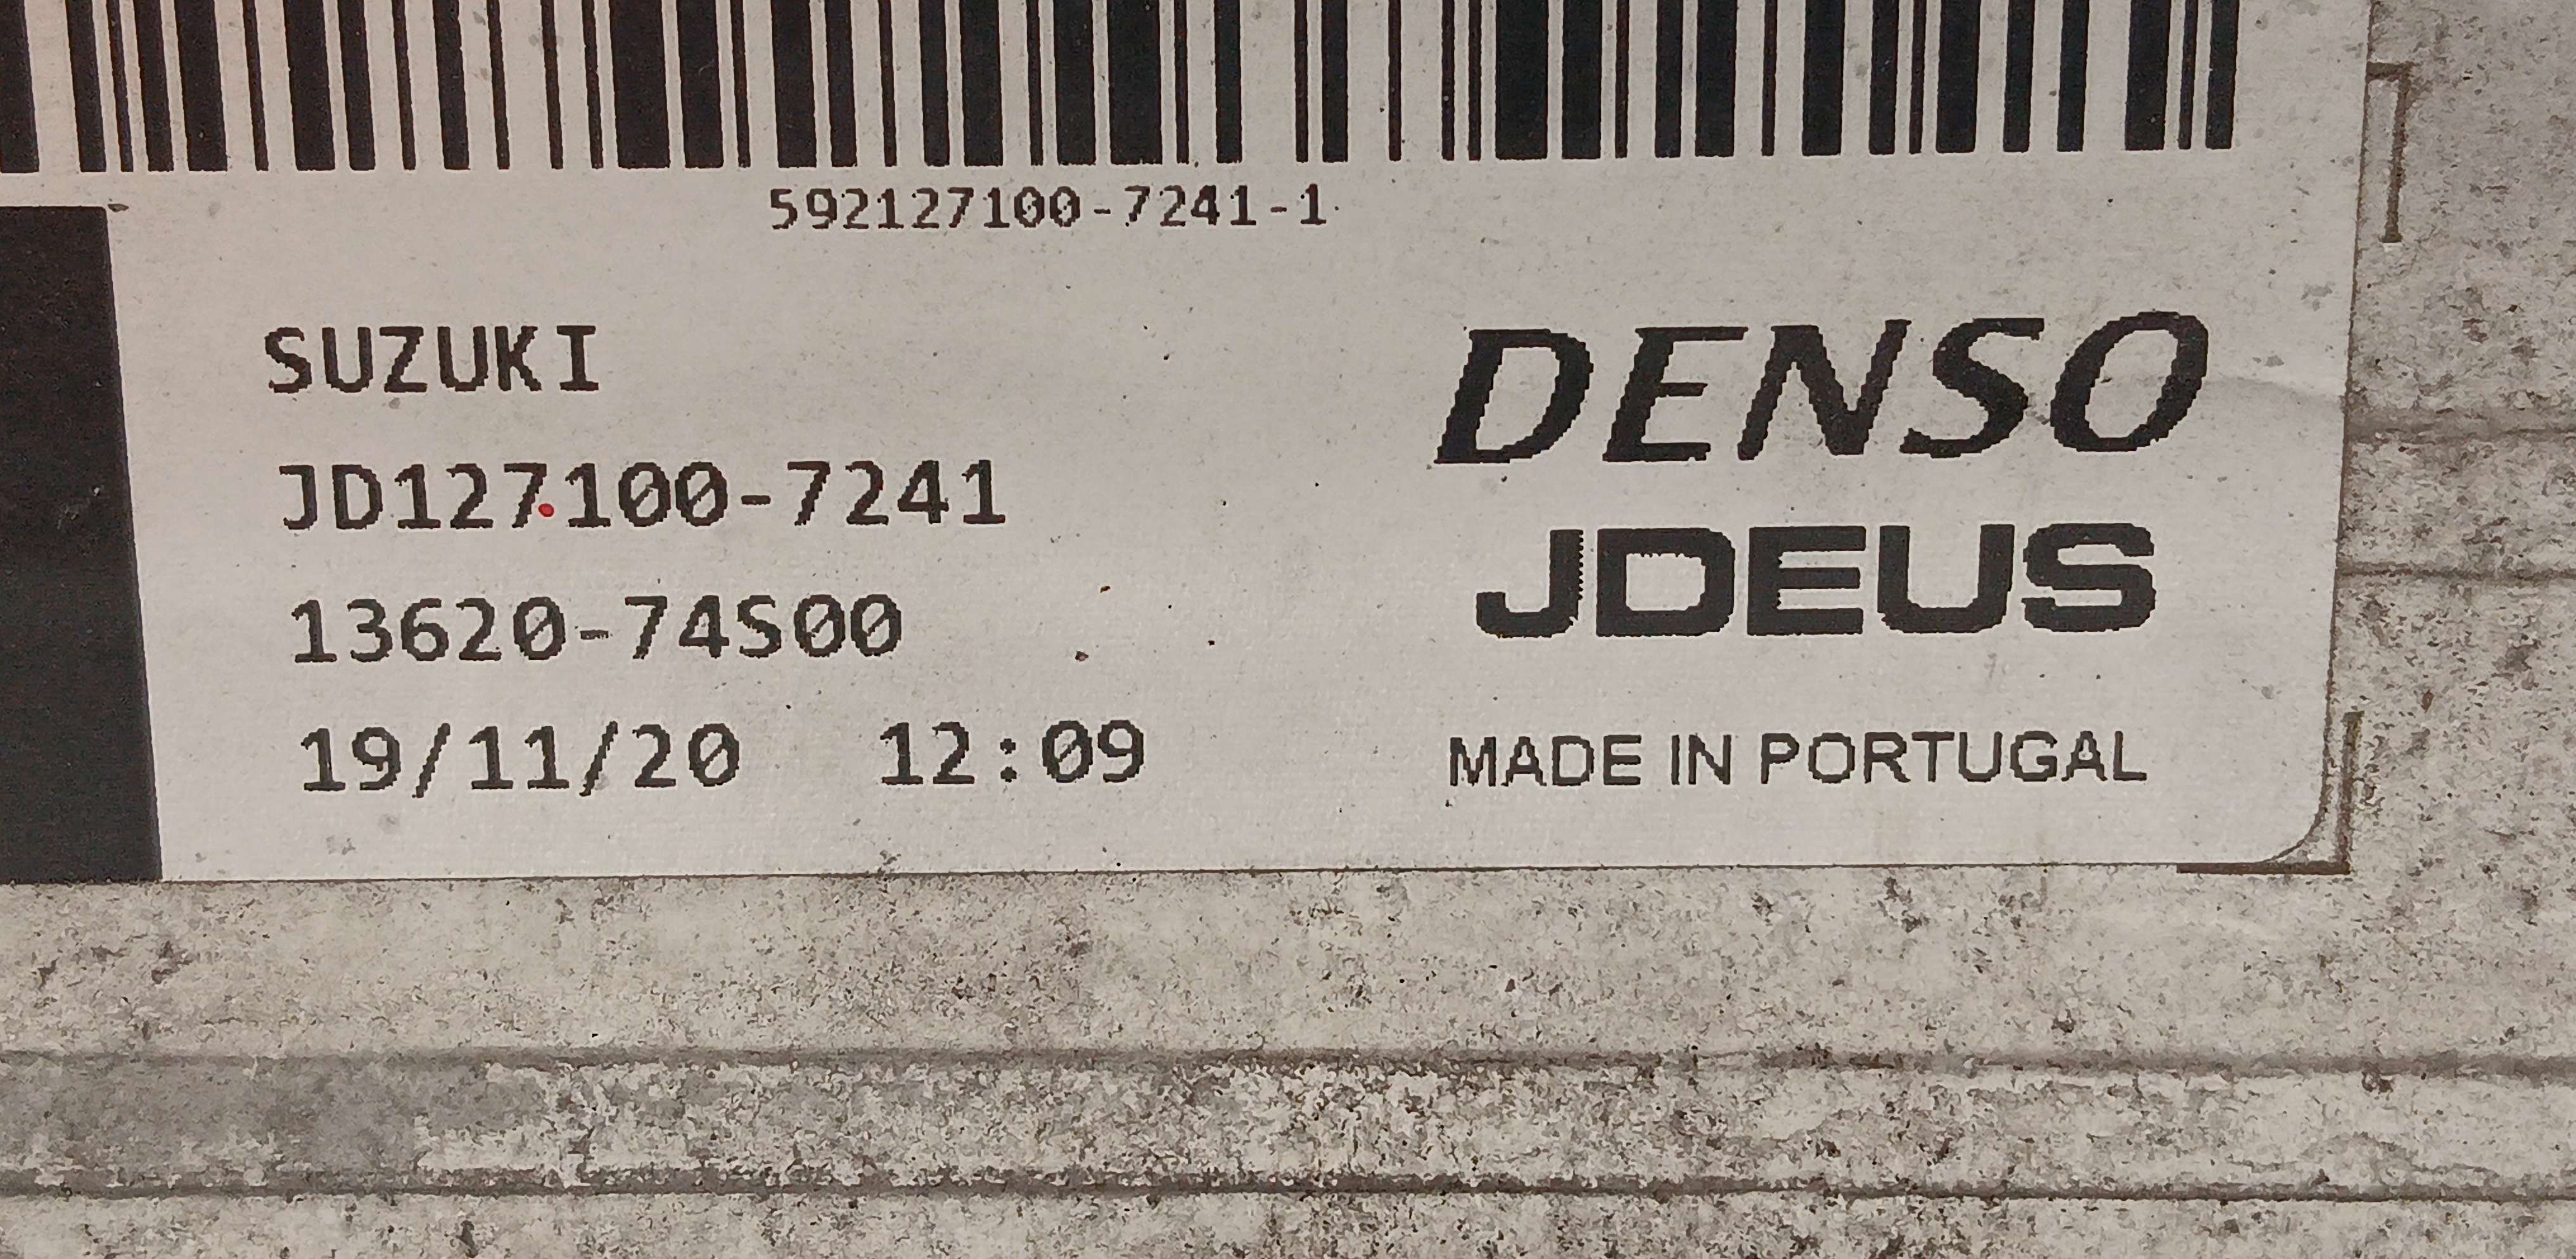 592127100-7241-1
SUZUKI
JD127100-7241
13620-74S00
19/11/20 12:09
DENSO
JDEUS
MADE IN PORTUGAL